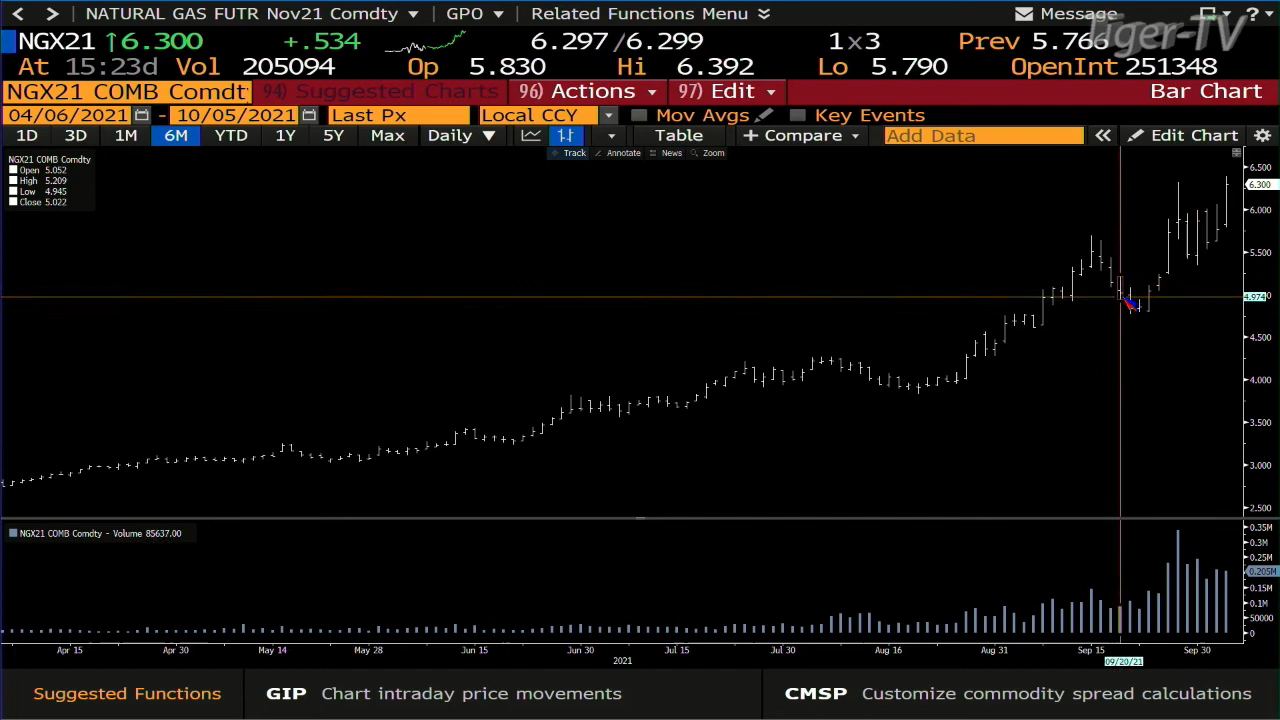 < > NATURAL GAS FUTR Nov21 Comdty ▾ GPO ▾ Related Functions Menu Message ? ▾
Tiger-TV
NGX21 ↑6.300 +.534 6.297/6.299 1×3 Prev 5.766
At 15:23d Vol 205094 Op 5.830 Hi 6.392 Lo 5.790 OpenInt 251348
NGX21 COMB Comdt 94) Suggested Charts 96) Actions ▾ 97) Edit ▾ Bar Chart
04/06/2021 - 10/05/2021 Last Px Local CCY ▾ Mov Avgs Key Events
1D 3D 1M 6M YTD 1Y 5Y Max Daily ▼ ▾ Table + Compare ▾ Add Data « Edit Chart
Track Annotate News Zoom
NGX21 COMB Comdty
Open 5.052
High 5.209
Low 4.945
Close 5.022
6.500
6.300
6.000
5.500
4.974
4.500
4.000
3.500
3.000
2.500
NGX21 COMB Comdty - Volume 85637.00
0.35M
0.3M
0.25M
0.205M
0.15M
0.1M
50000
0
Apr 15 Apr 30 May 14 May 28 Jun 15 Jun 30 Jul 15 Jul 30 Aug 16 Aug 31 Sep 15 Sep 30
2021 09/20/21
Suggested Functions GIP Chart intraday price movements CMSP Customize commodity spread calculations